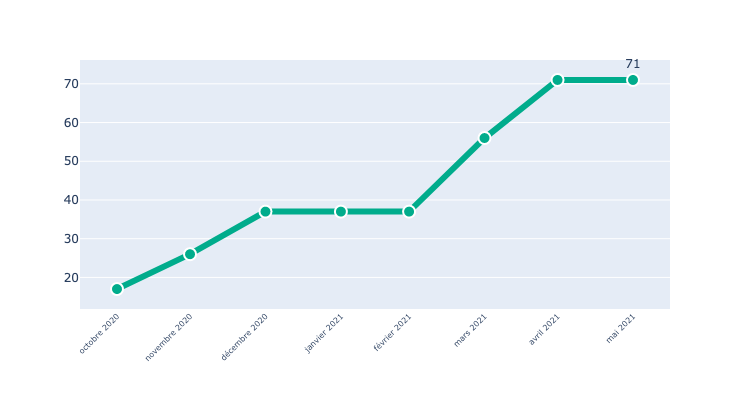 71
70
60
50
40
30
20
octobre 2020
novembre 2020
décembre 2020
janvier 2021
février 2021
mars 2021
avril 2021
mai 2021